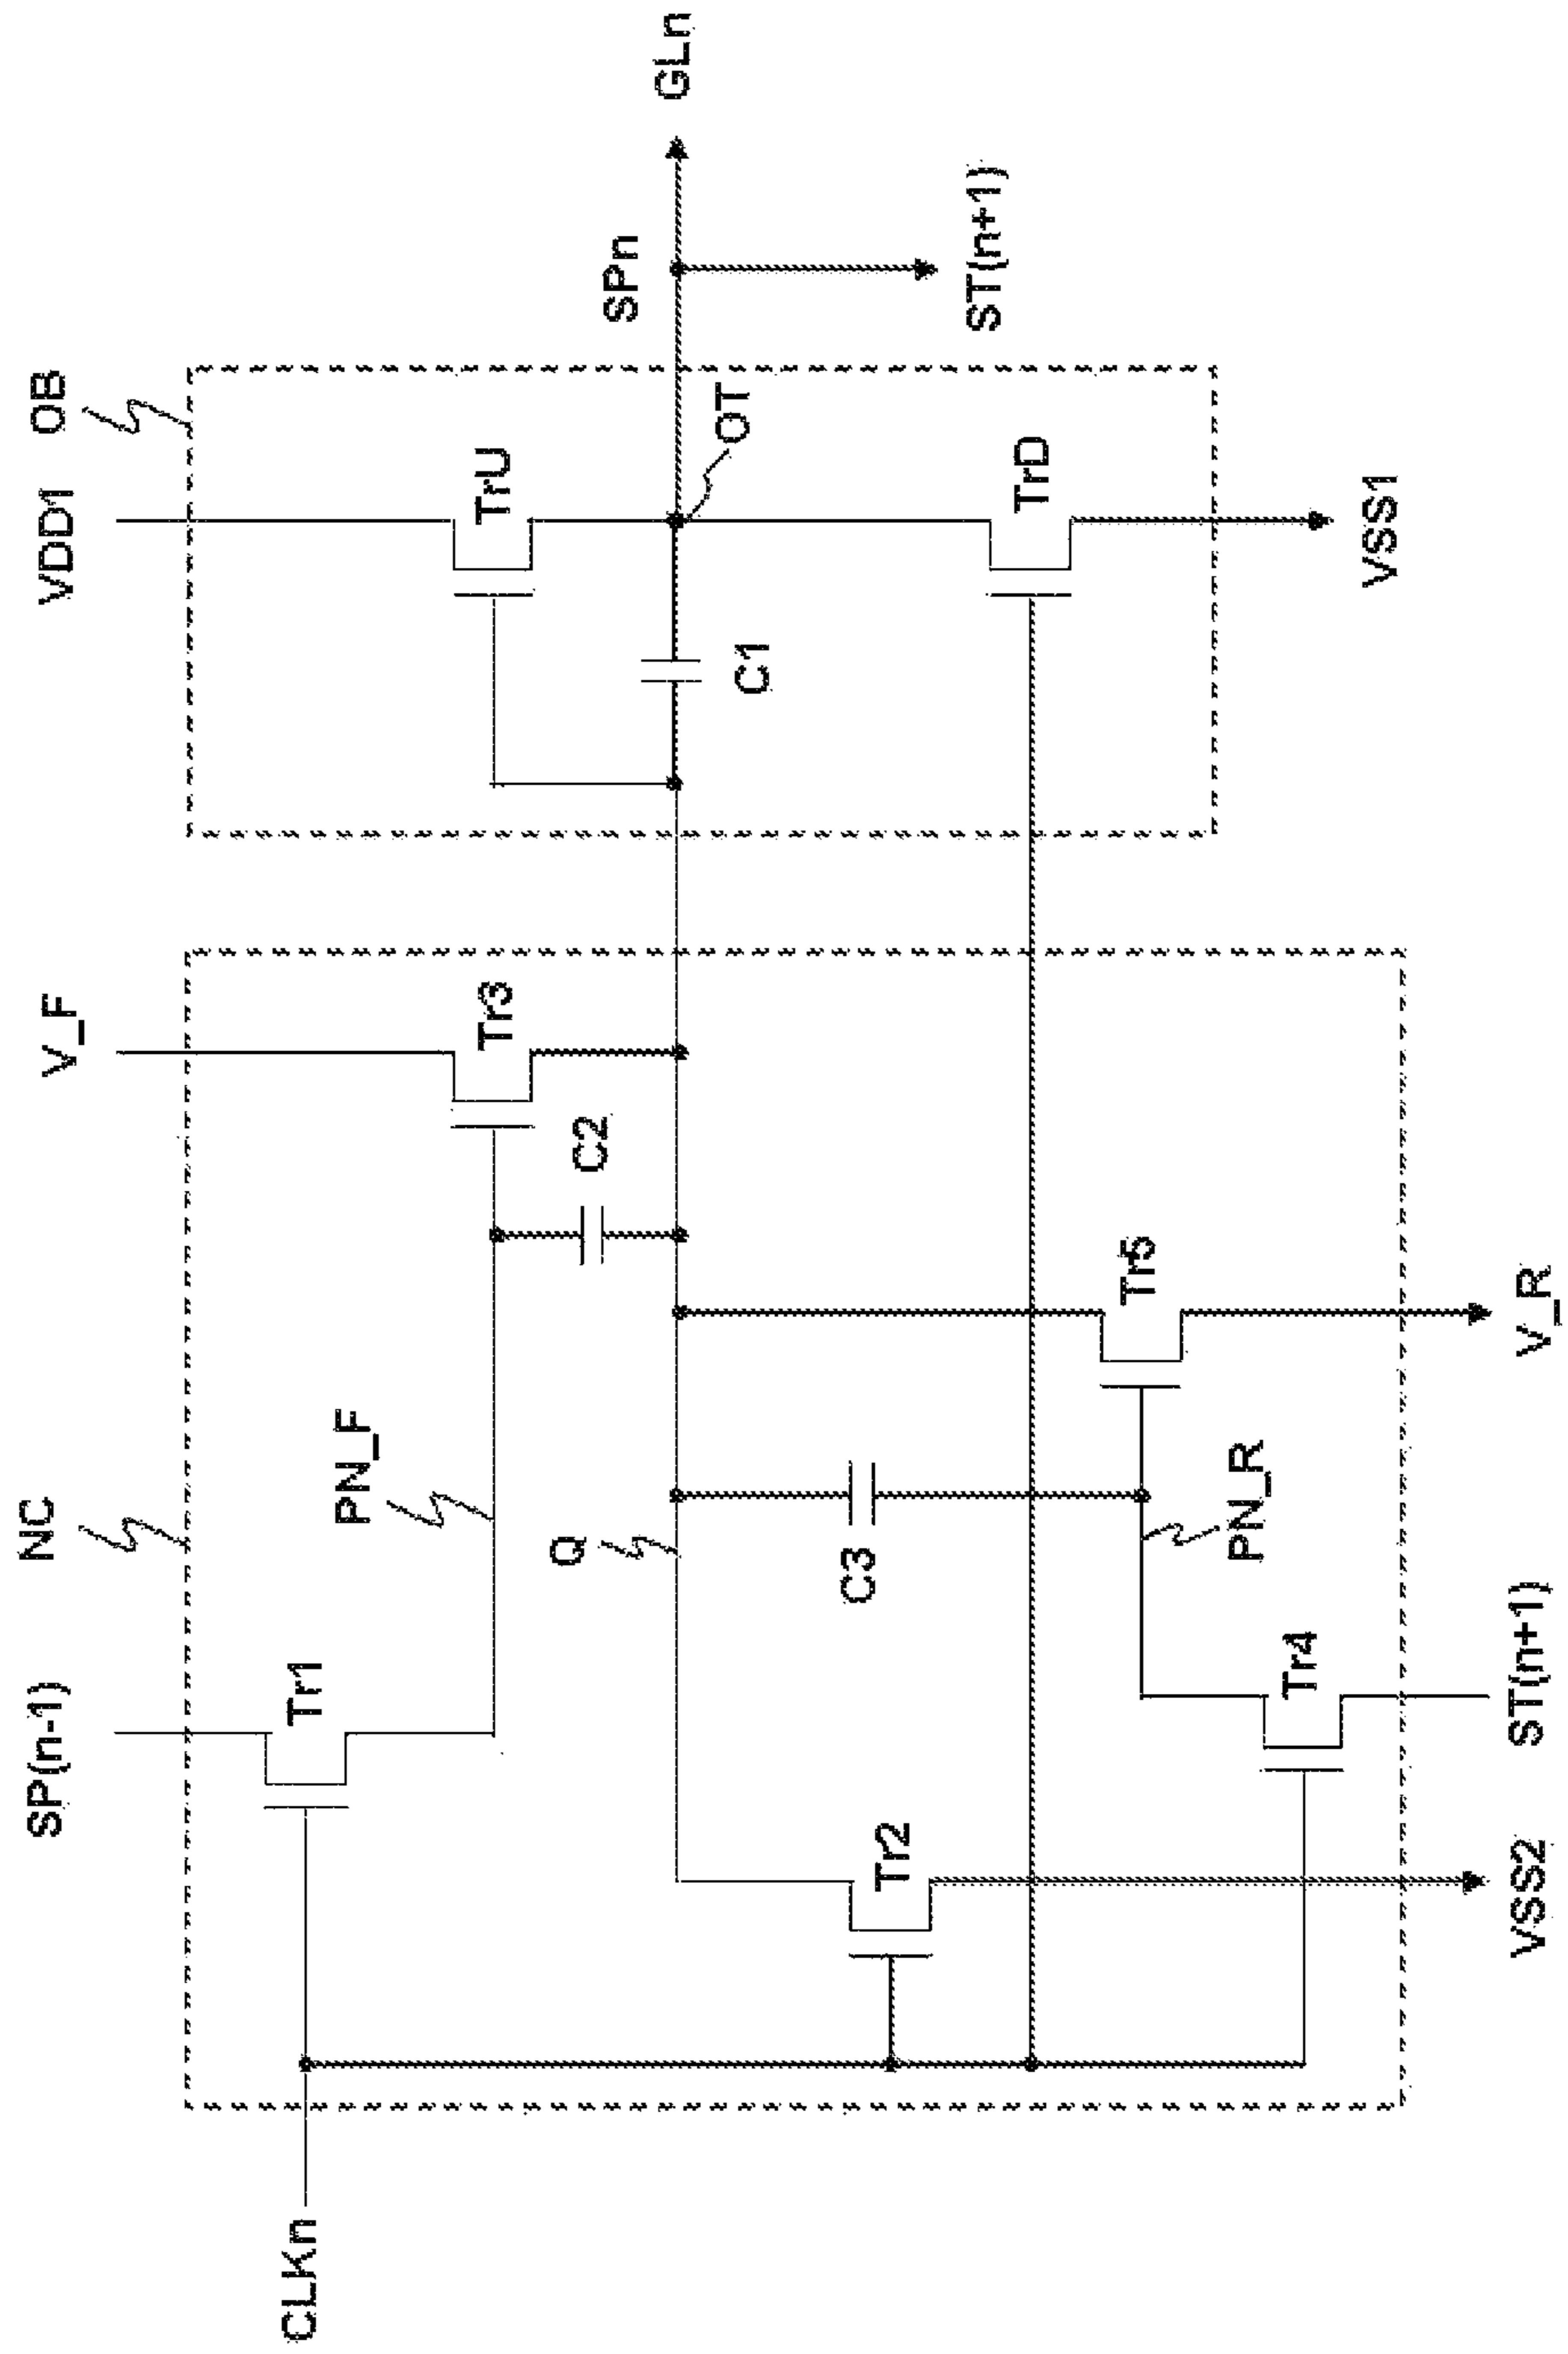 SP(n-1)
NC
V_F
VDD1
OB
CLKn
Tr1
PN_F
Tr3
TrU
C2
Q
SPn
GLn
C1
OT
C3
Tr2
Tr5
TrD
ST(n+1)
PN_R
Tr4
VSS1
VSS2
ST(n+1)
V_R